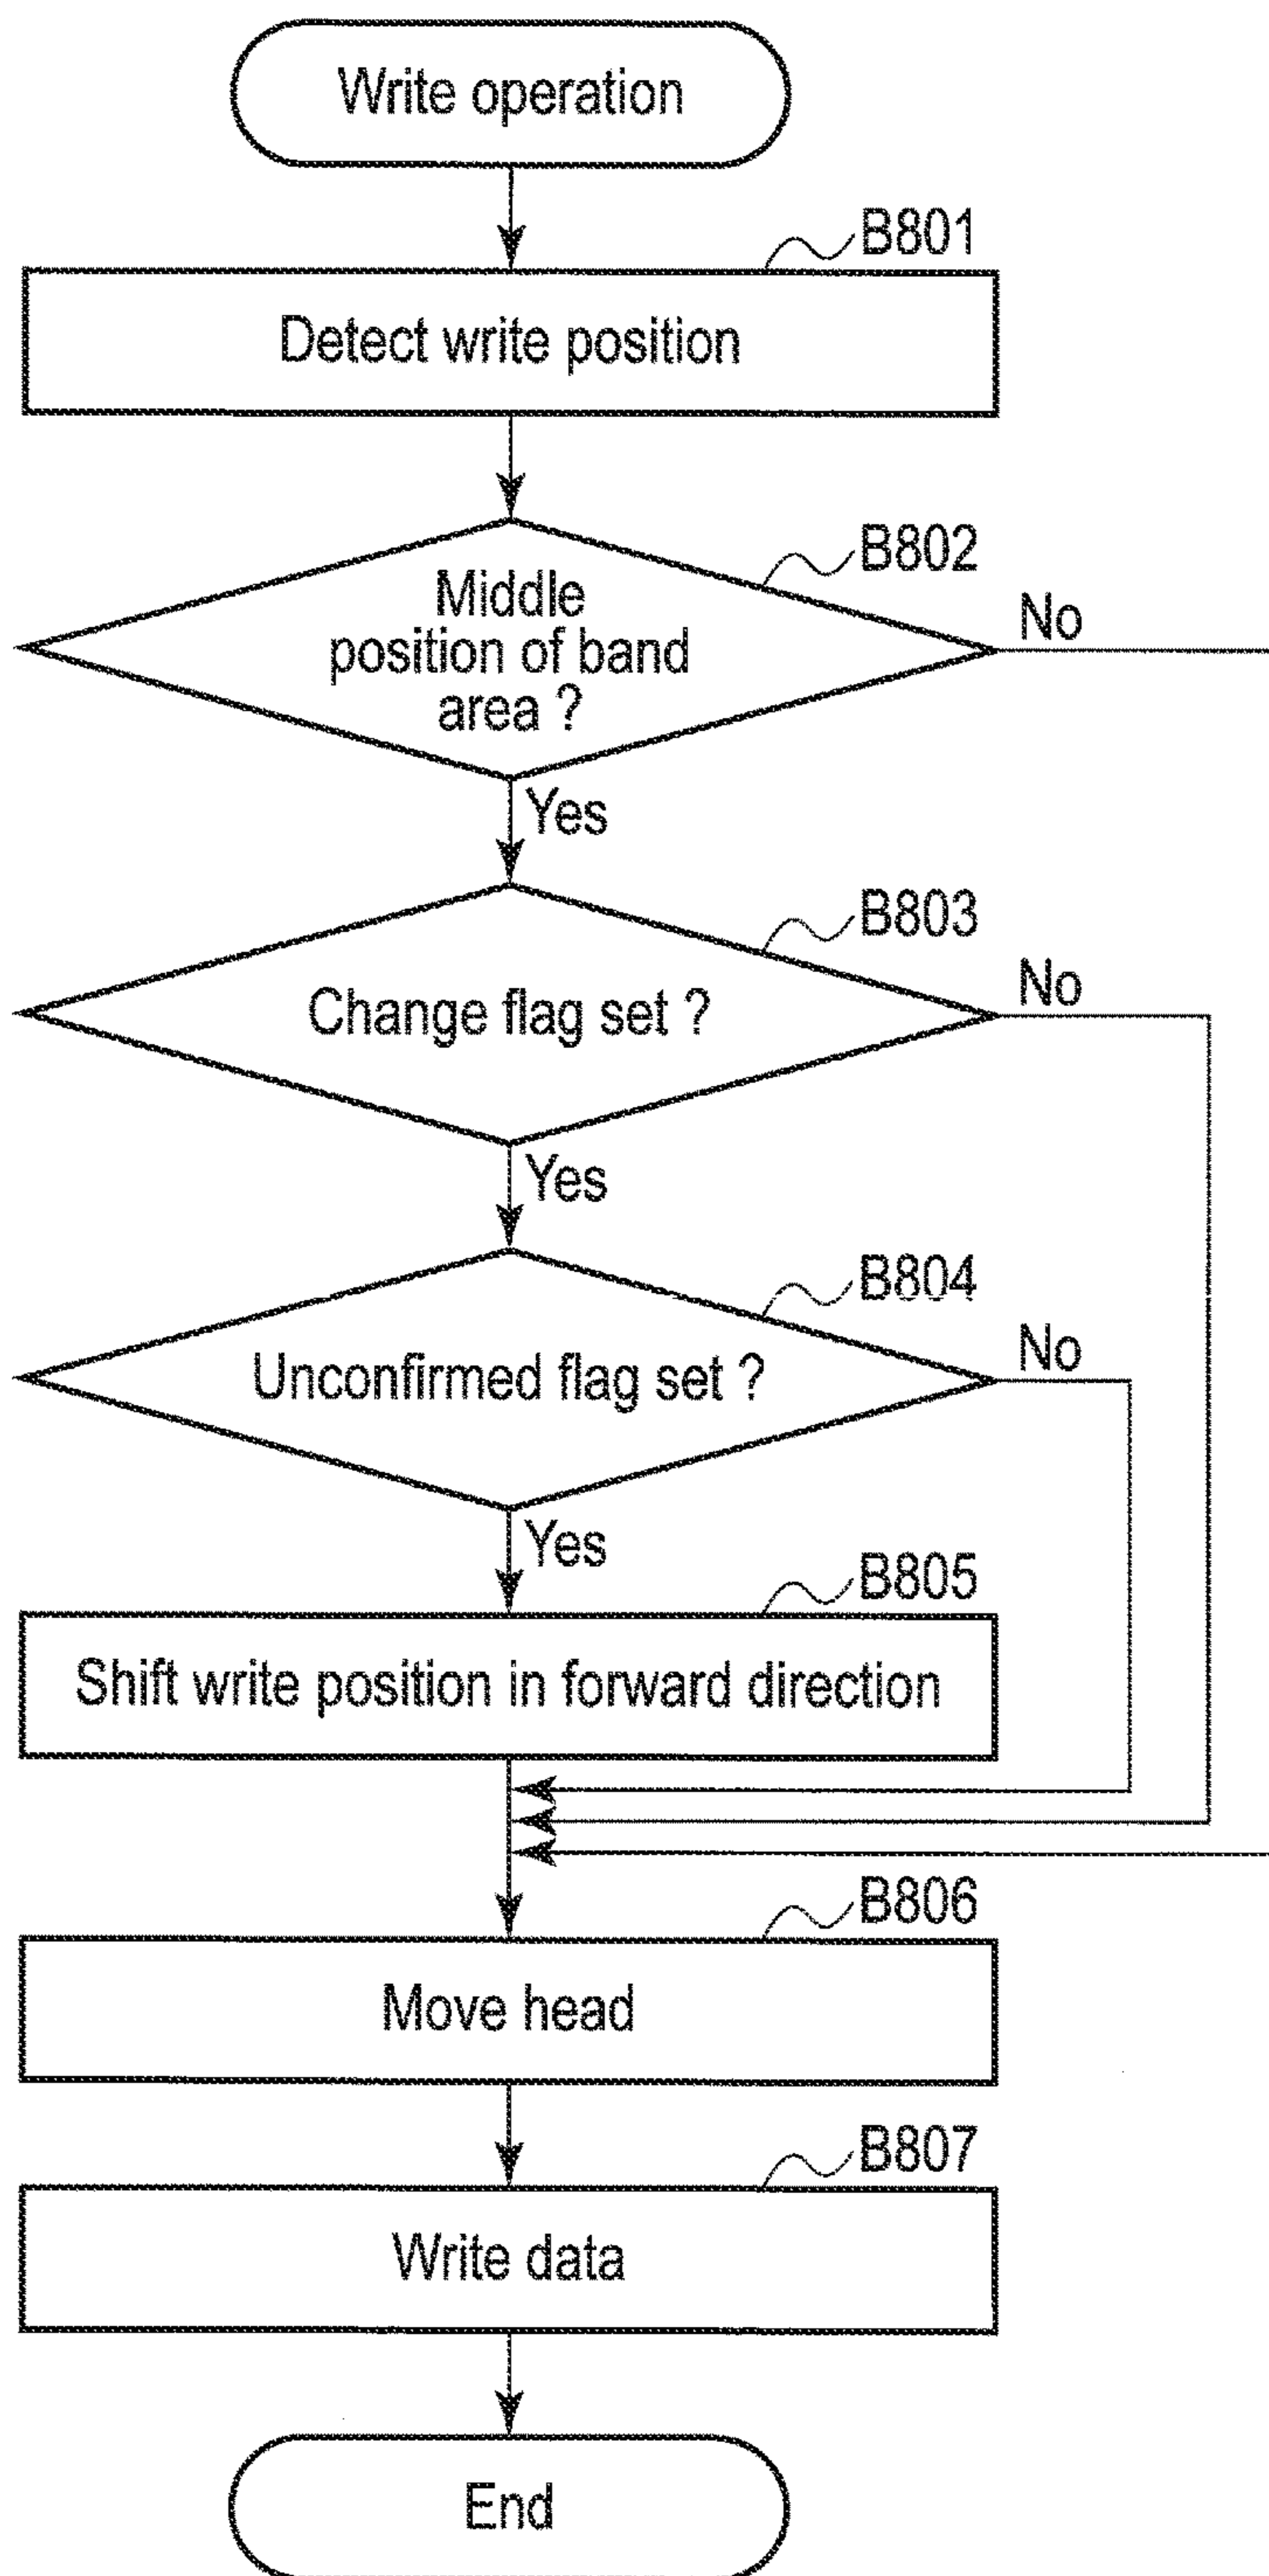 Write operation
B801
Detect write position
B802
Middle
position of band
area ?
No
Yes
B803
Change flag set ?
No
Yes
B804
Unconfirmed flag set ?
No
Yes
B805
Shift write position in forward direction
B806
Move head
B807
Write data
End